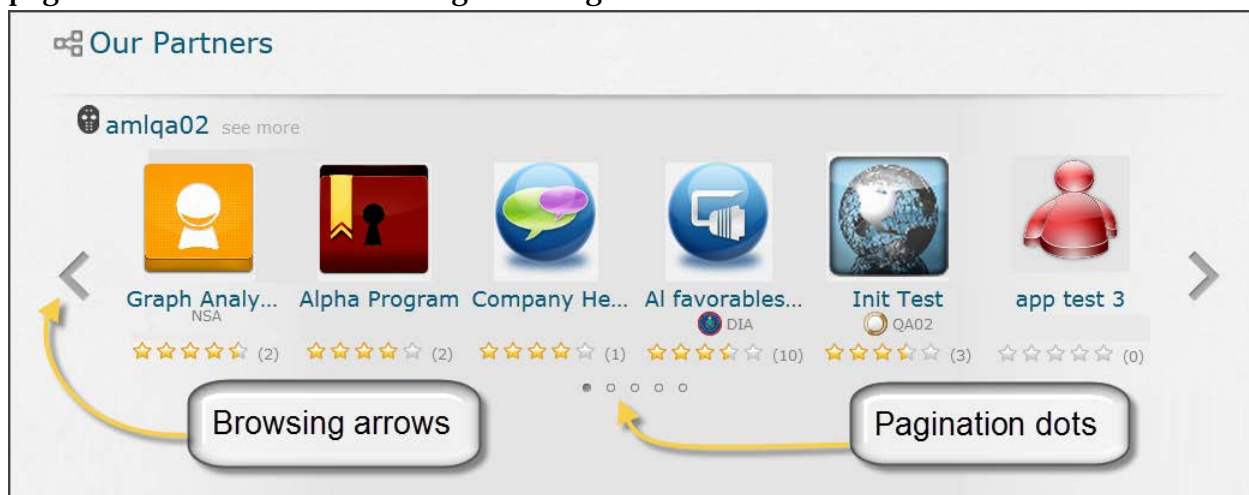 Our Partners
amlqa02 see more
Graph Analy... Alpha Program Company He... Al favorables... Init Test app test 3
NSA DIA QA02
(2) (2) (1) (10) (3) (0)
Browsing arrows Pagination dots